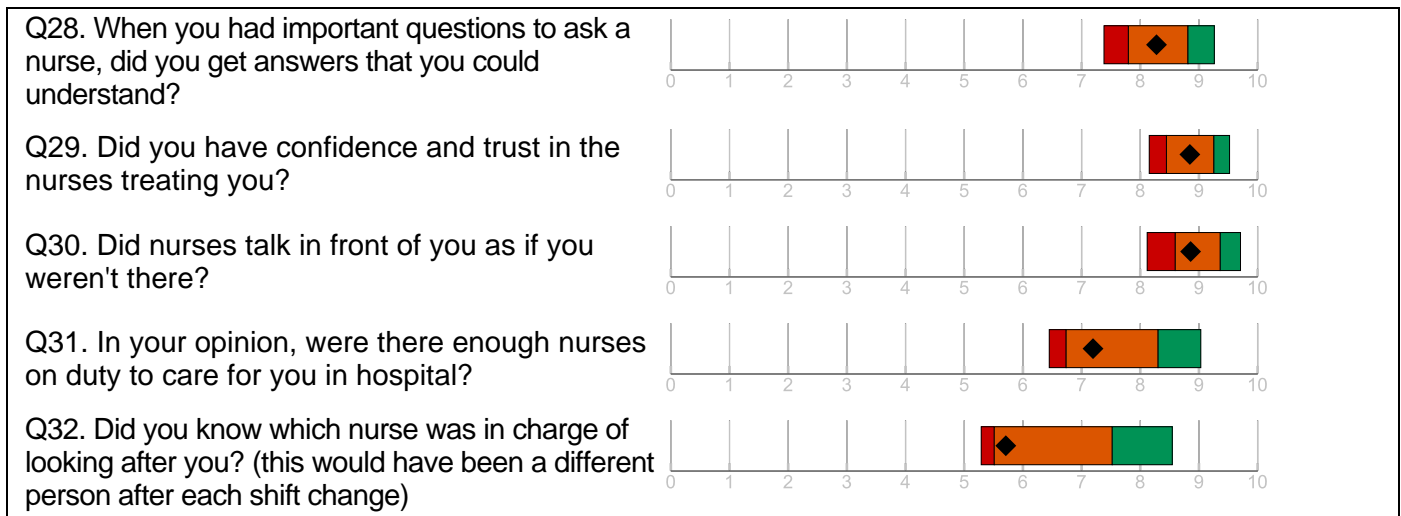 Q28. When you had important questions to ask a
nurse, did you get answers that you could
understand?
0 1 2 3 4 5 6 7 8 9 10
Q29. Did you have confidence and trust in the
nurses treating you?
0 1 2 3 4 5 6 7 8 9 10
Q30. Did nurses talk in front of you as if you
weren't there?
0 1 2 3 4 5 6 7 8 9 10
Q31. In your opinion, were there enough nurses
on duty to care for you in hospital?
0 1 2 3 4 5 6 7 8 9 10
Q32. Did you know which nurse was in charge of
looking after you? (this would have been a different
person after each shift change)
0 1 2 3 4 5 6 7 8 9 10